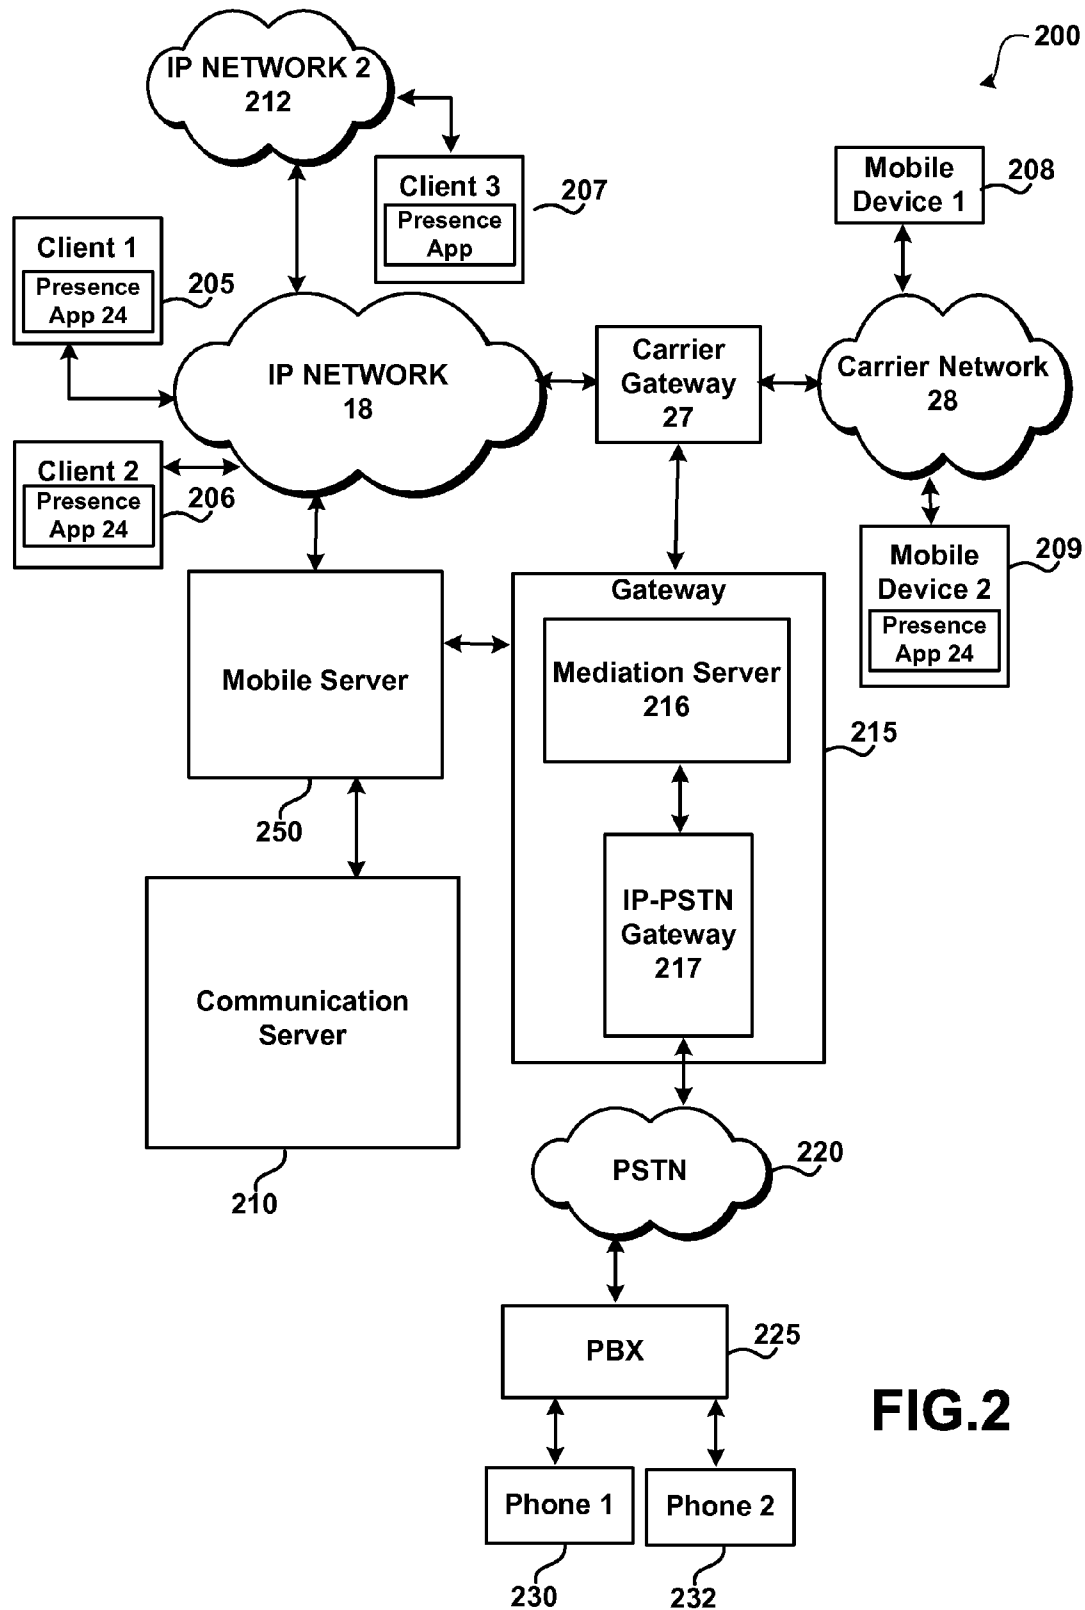 200
IP NETWORK 2
212
Client 3
Presence
App
207
Mobile
Device 1
208
Client 1
Presence
App 24
205
IP NETWORK
18
Carrier
Gateway
27
Carrier Network
28
Client 2
Presence
App 24
206
Mobile
Device 2
Presence
App 24
209
Mobile Server
250
Gateway
Mediation Server
216
215
IP-PSTN
Gateway
217
Communication
Server
210
PSTN
220
PBX
225
FIG.2
Phone 1
230
Phone 2
232